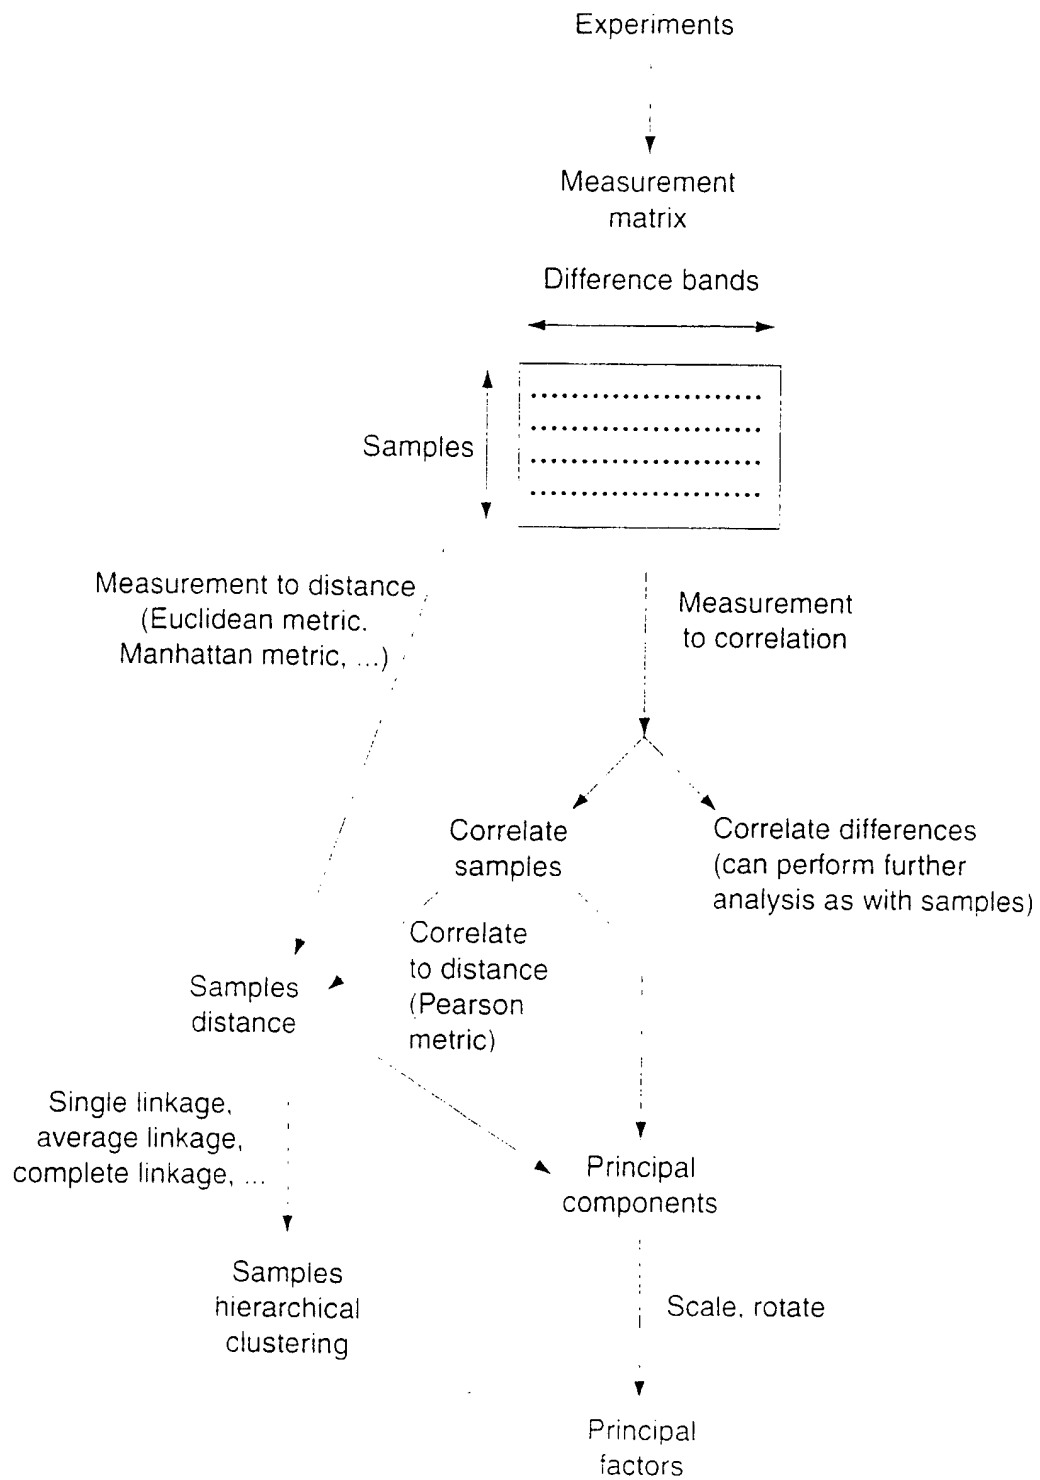 Experiments
Measurement
matrix
Difference bands
Samples
Measurement to distance
(Euclidean metric.
Manhattan metric, ...)
Measurement
to correlation
Correlate
samples
Correlate differences
(can perform further
analysis as with samples)
Correlate
to distance
(Pearson
metric)
Samples
distance
Single linkage,
average linkage,
complete linkage, ...
Principal
components
Samples
hierarchical
clustering
Scale, rotate
Principal
factors